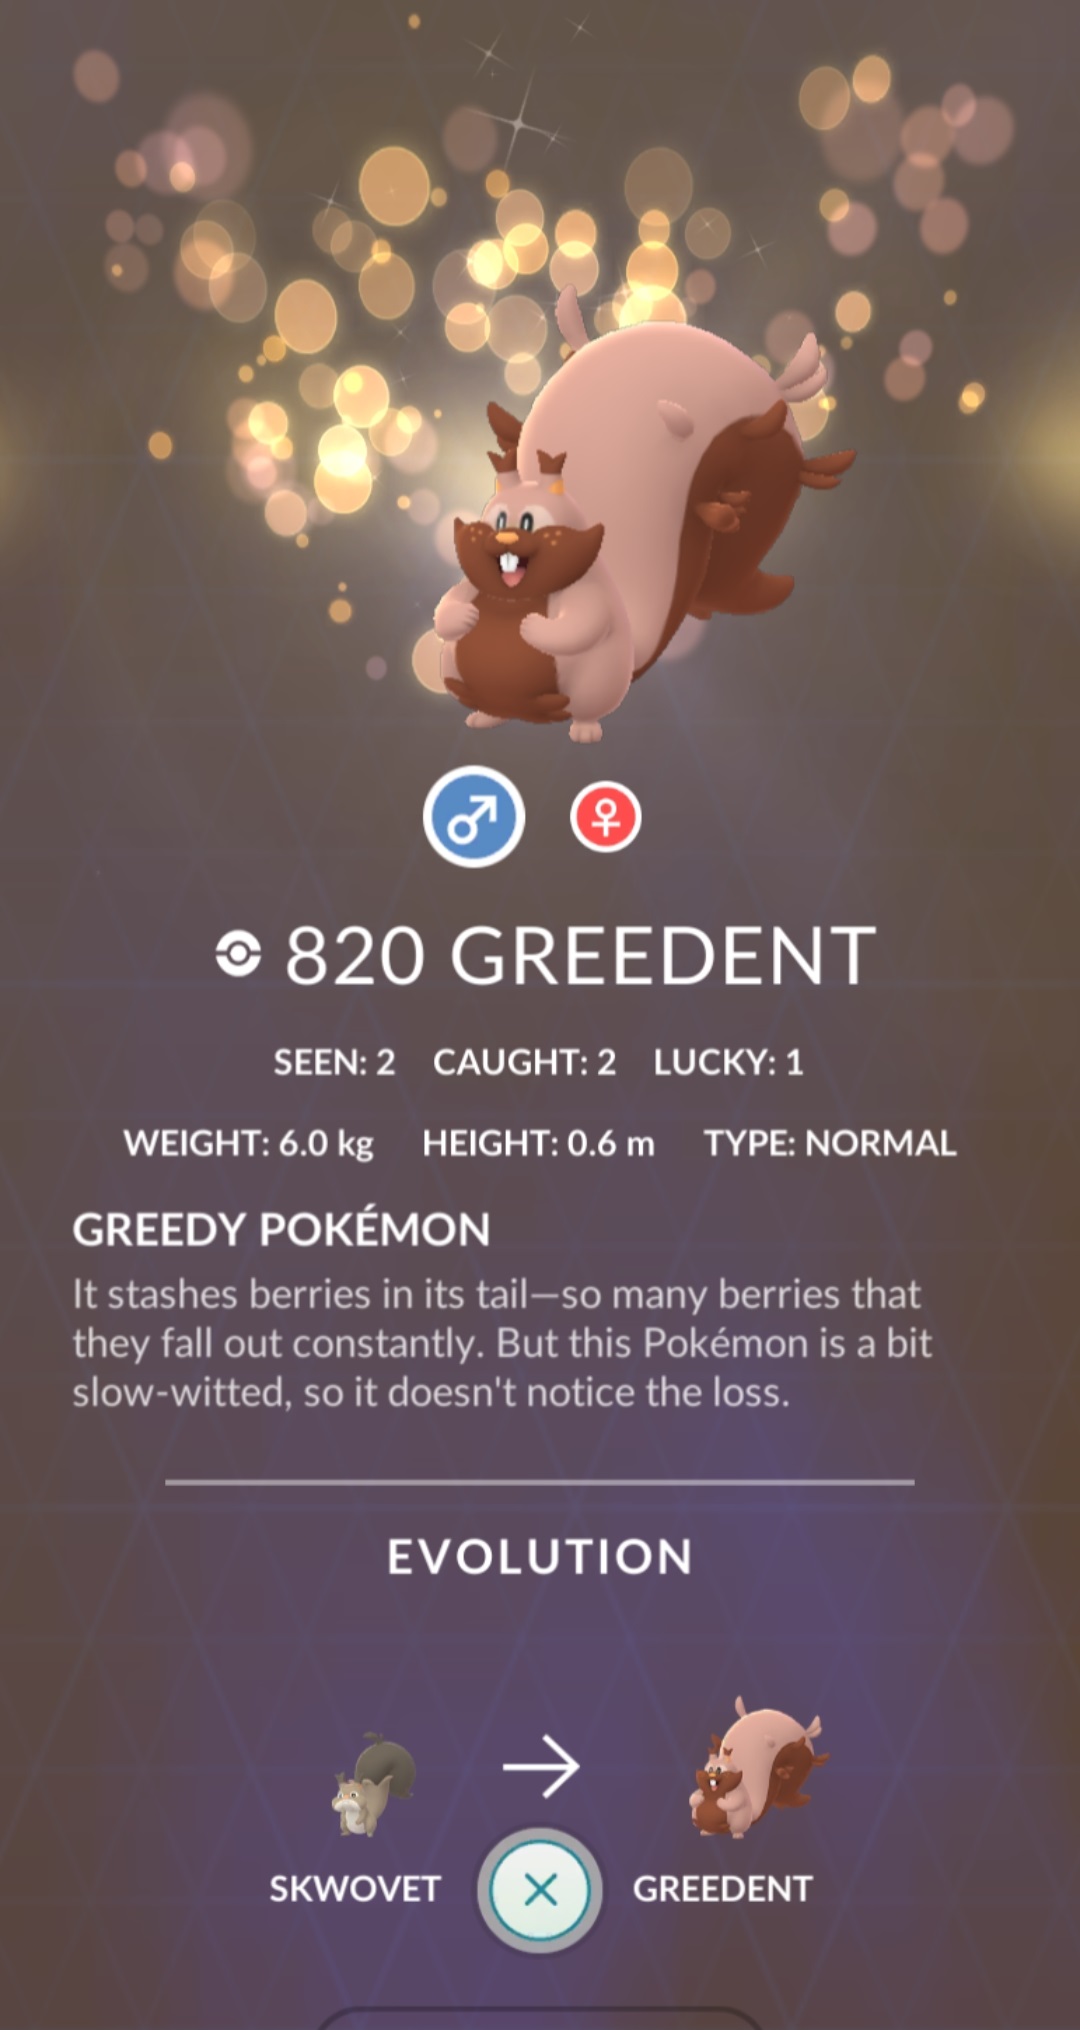 820 GREEDENT
SEEN: 2 CAUGHT: 2 LUCKY: 1
WEIGHT: 6.0 kg HEIGHT: 0.6 m TYPE: NORMAL
GREEDY POKÉMON
It stashes berries in its tail—so many berries that
they fall out constantly. But this Pokémon is a bit
slow-witted, so it doesn't notice the loss.
EVOLUTION
SKWOVET GREEDENT